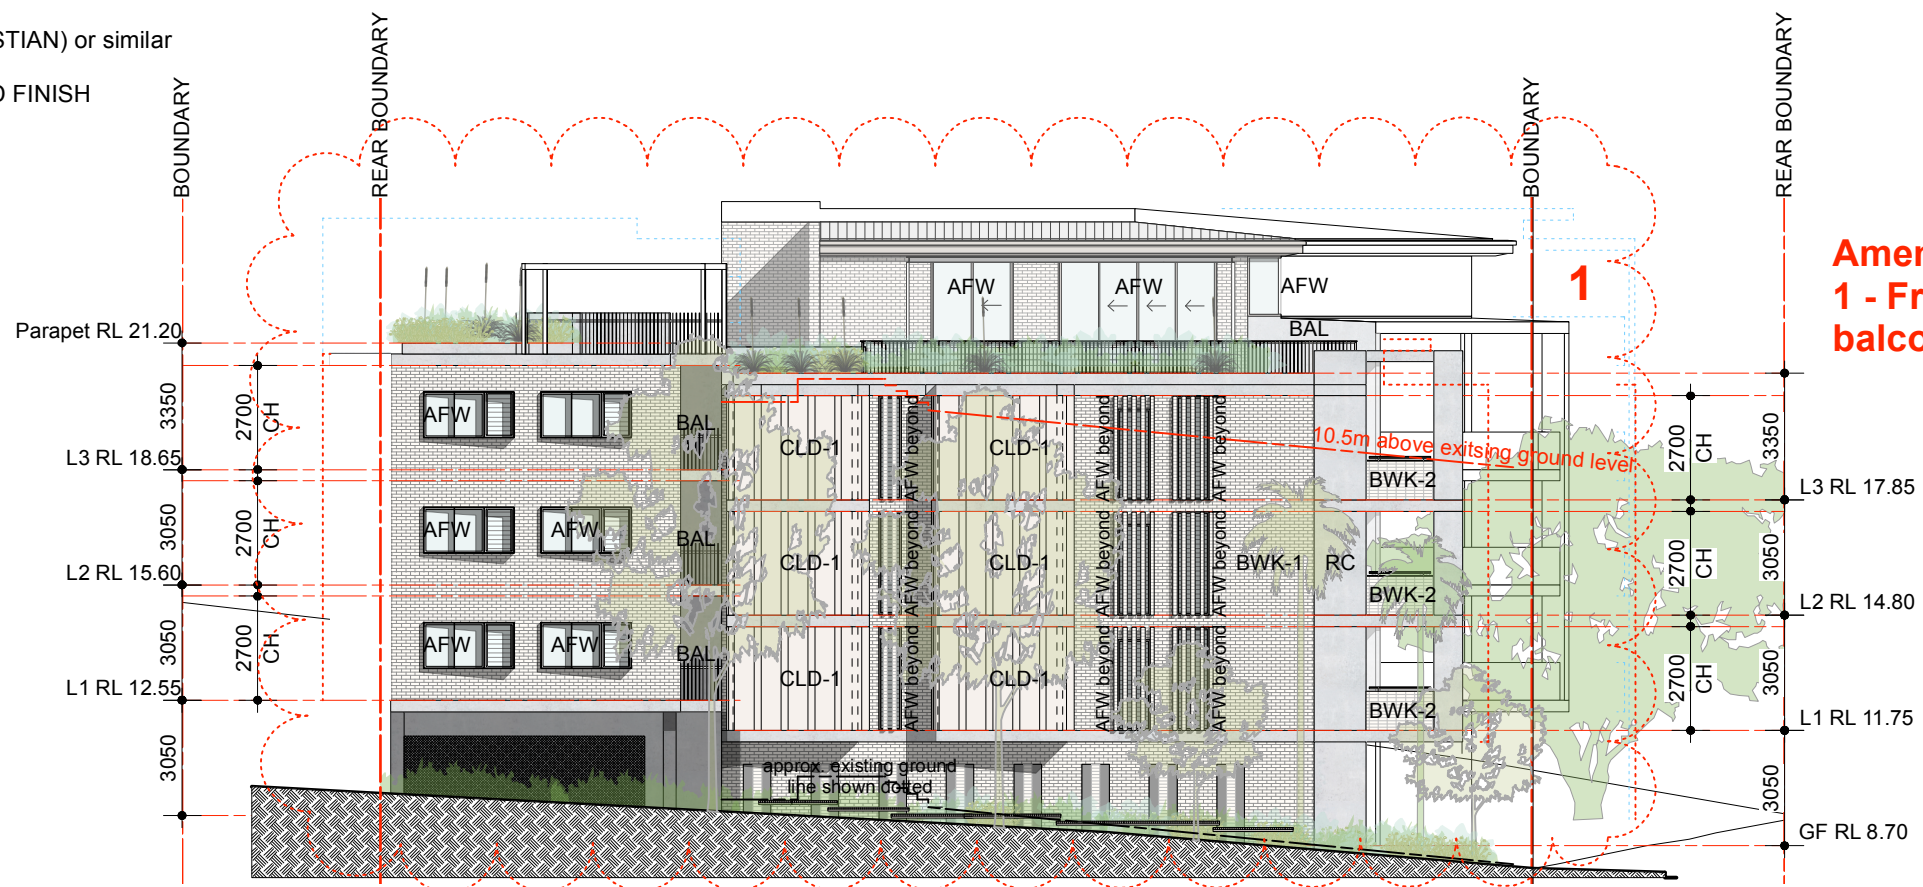 STIAN) or similar
D FINISH
BOUNDARY
REAR BOUNDARY
BOUNDARY
REAR BOUNDARY
Amer
1 - Fr
balco
1
Parapet RL 21.20
3350
2700
CH
L3 RL 18.65
3050
2700
CH
L2 RL 15.60
3050
2700
CH
L1 RL 12.55
3050
AFW
AFW
AFW
BAL
AFW
BAL
CLD-1
AFW beyond
CLD-1
AFW beyond
AFW beyond
10.5m above exitsing ground level
BWK-2
AFW
AFW
BAL
CLD-1
AFW beyond
CLD-1
AFW beyond
AFW beyond
BWK-1
RC
BWK-2
AFW
AFW
BAL
CLD-1
AFW beyond
CLD-1
AFW beyond
AFW beyond
BWK-2
approx. existing ground
line shown dotted
2700
CH
3350
L3 RL 17.85
2700
CH
3050
L2 RL 14.80
2700
CH
3050
L1 RL 11.75
3050
GF RL 8.70